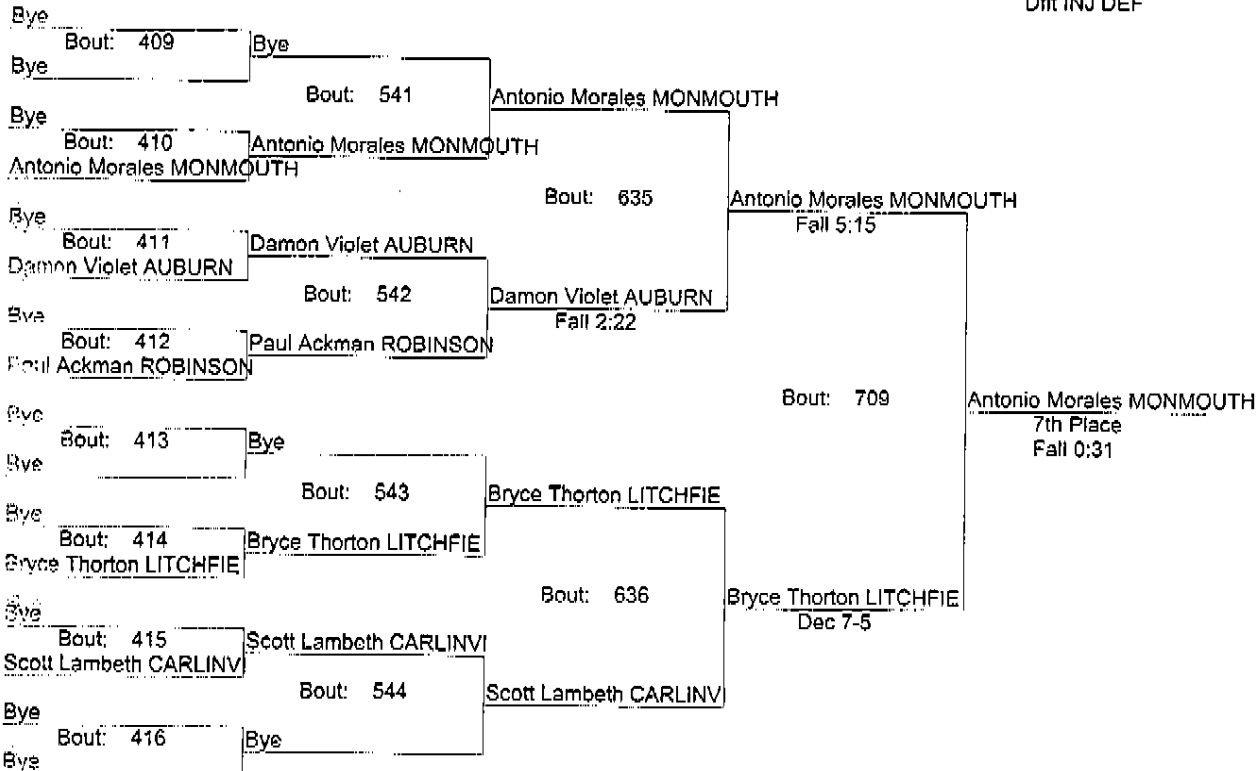 Dflt INJ DEF
Bye
Bout: 409
Bye
Bye
Bout: 541
Antonio Morales MONMOUTH
Bye
Bout: 410
Antonio Morales MONMOUTH
Antonio Morales MONMOUTH
Bout: 635
Antonio Morales MONMOUTH
Fall 5:15
Bye
Bout: 411
Damon Violet AUBURN
Damon Violet AUBURN
Bout: 542
Damon Violet AUBURN
Fall 2:22
Bye
Bout: 412
Paul Ackman ROBINSON
Paul Ackman ROBINSON
Bout: 709
Antonio Morales MONMOUTH
7th Place
Fall 0:31
Bye
Bout: 413
Bye
Bye
Bout: 543
Bryce Thorton LITCHFIE
Bye
Bout: 414
Bryce Thorton LITCHFIE
Bryce Thorton LITCHFIE
Bout: 636
Bryce Thorton LITCHFIE
Dec 7-5
Bye
Bout: 415
Scott Lambeth CARLINVI
Scott Lambeth CARLINVI
Bout: 544
Scott Lambeth CARLINVI
Bye
Bout: 416
Bye
Bye